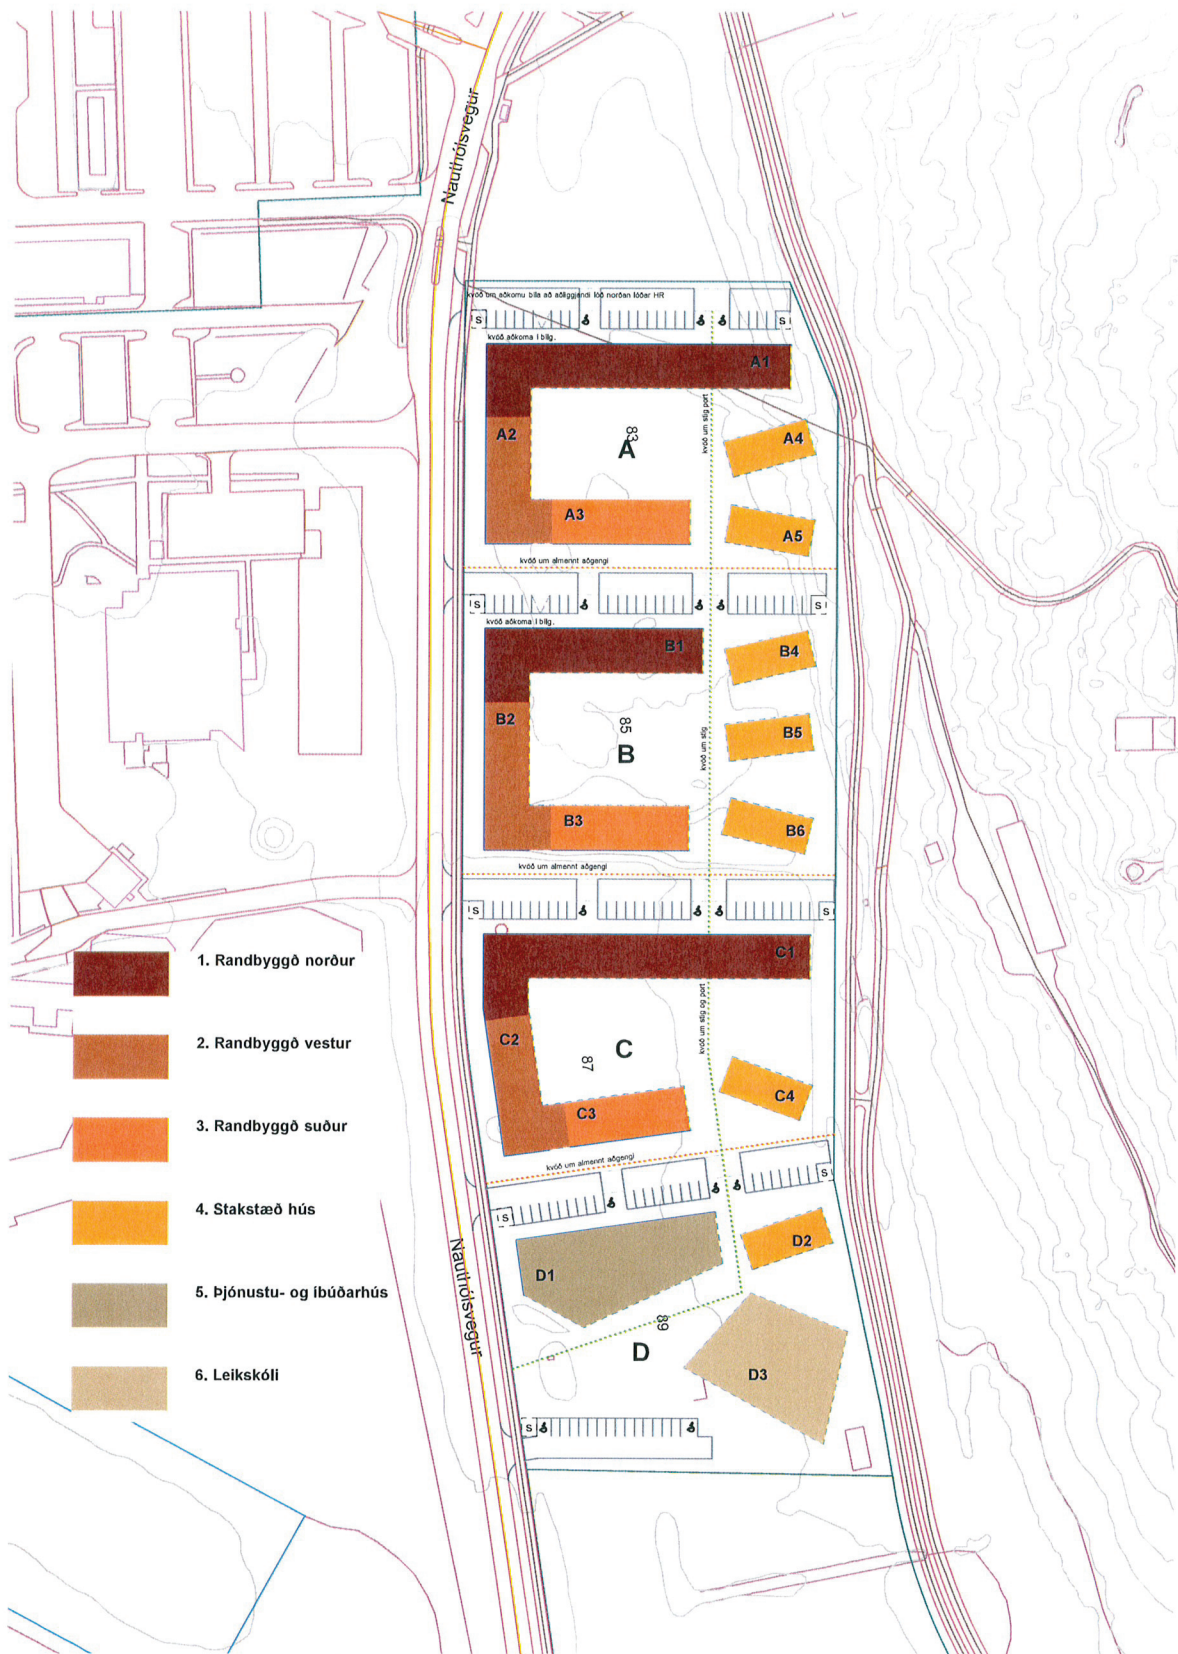 Nauthólsvegur
kvöð um aðkomu bíla að aðliggjandi lóð norðan lóðar HR
S
S
kvöð aðkoma í bílg.
A1
A2
83
A
kvöð um stíg port
A4
A3
A5
kvöð um almennt aðgengi
S
S
kvöð aðkoma í bílg.
B1
B4
B2
85
B
kvöð um stíg
B5
B3
B6
kvöð um almennt aðgengi
S
S
C1
C2
87
C
kvöð um stíg og port
C4
C3
kvöð um almennt aðgengi
S
S
D2
D1
89
D
D3
S
Nauthólsvegur
1. Randbyggð norður
2. Randbyggð vestur
3. Randbyggð suður
4. Stakstæð hús
5. Þjónustu- og íbúðarhús
6. Leikskóli